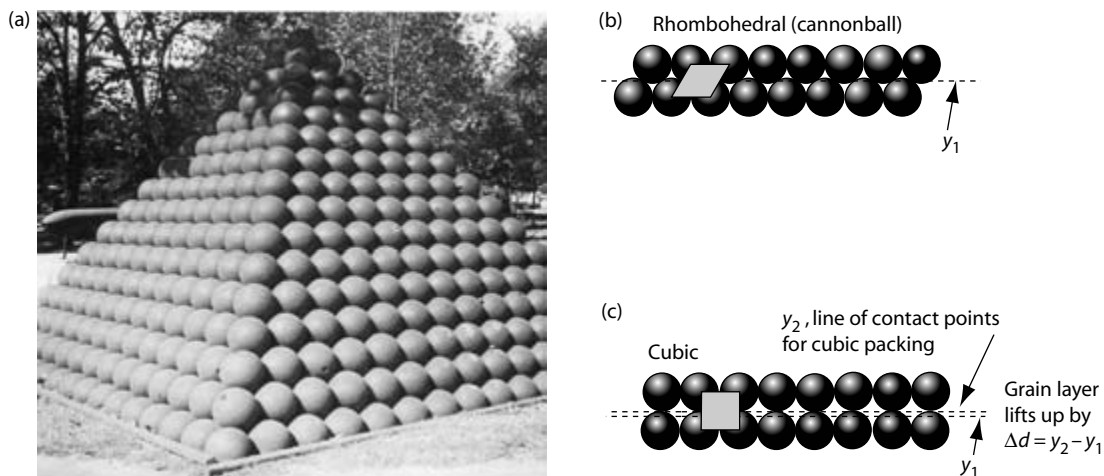 (a)
(b)
Rhombohedral (cannonball)
y1
(c)
y2 , line of contact points
for cubic packing
Cubic
Grain layer
lifts up by
Δd = y2 – y1
y1